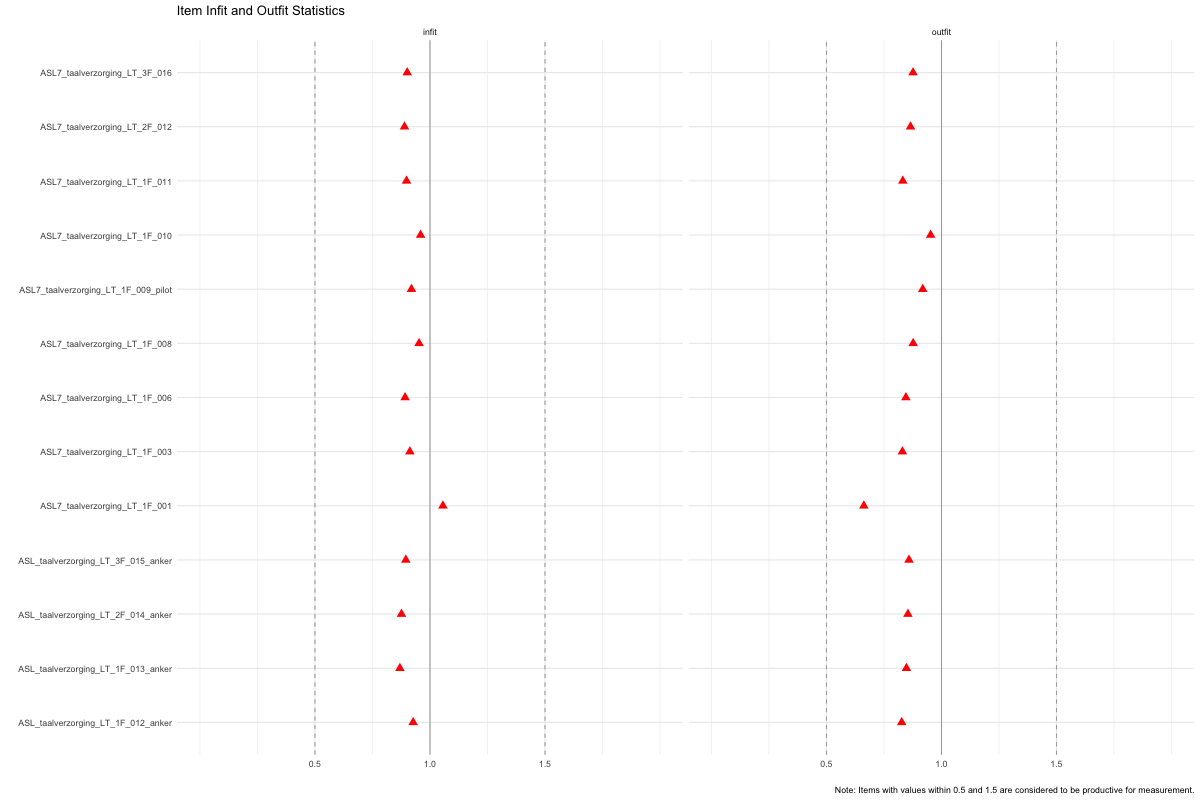 Item Infit and Outfit Statistics
infit
outfit
ASL7_taalverzorging_LT_3F_016
ASL7_taalverzorging_LT_2F_012
ASL7_taalverzorging_LT_1F_011
ASL7_taalverzorging_LT_1F_010
ASL7_taalverzorging_LT_1F_009_pilot
ASL7_taalverzorging_LT_1F_008
ASL7_taalverzorging_LT_1F_006
ASL7_taalverzorging_LT_1F_003
ASL7_taalverzorging_LT_1F_001
ASL_taalverzorging_LT_3F_015_anker
ASL_taalverzorging_LT_2F_014_anker
ASL_taalverzorging_LT_1F_013_anker
ASL_taalverzorging_LT_1F_012_anker
0.5 1.0 1.5 0.5 1.0 1.5
Note: Items with values within 0.5 and 1.5 are considered to be productive for measurement.